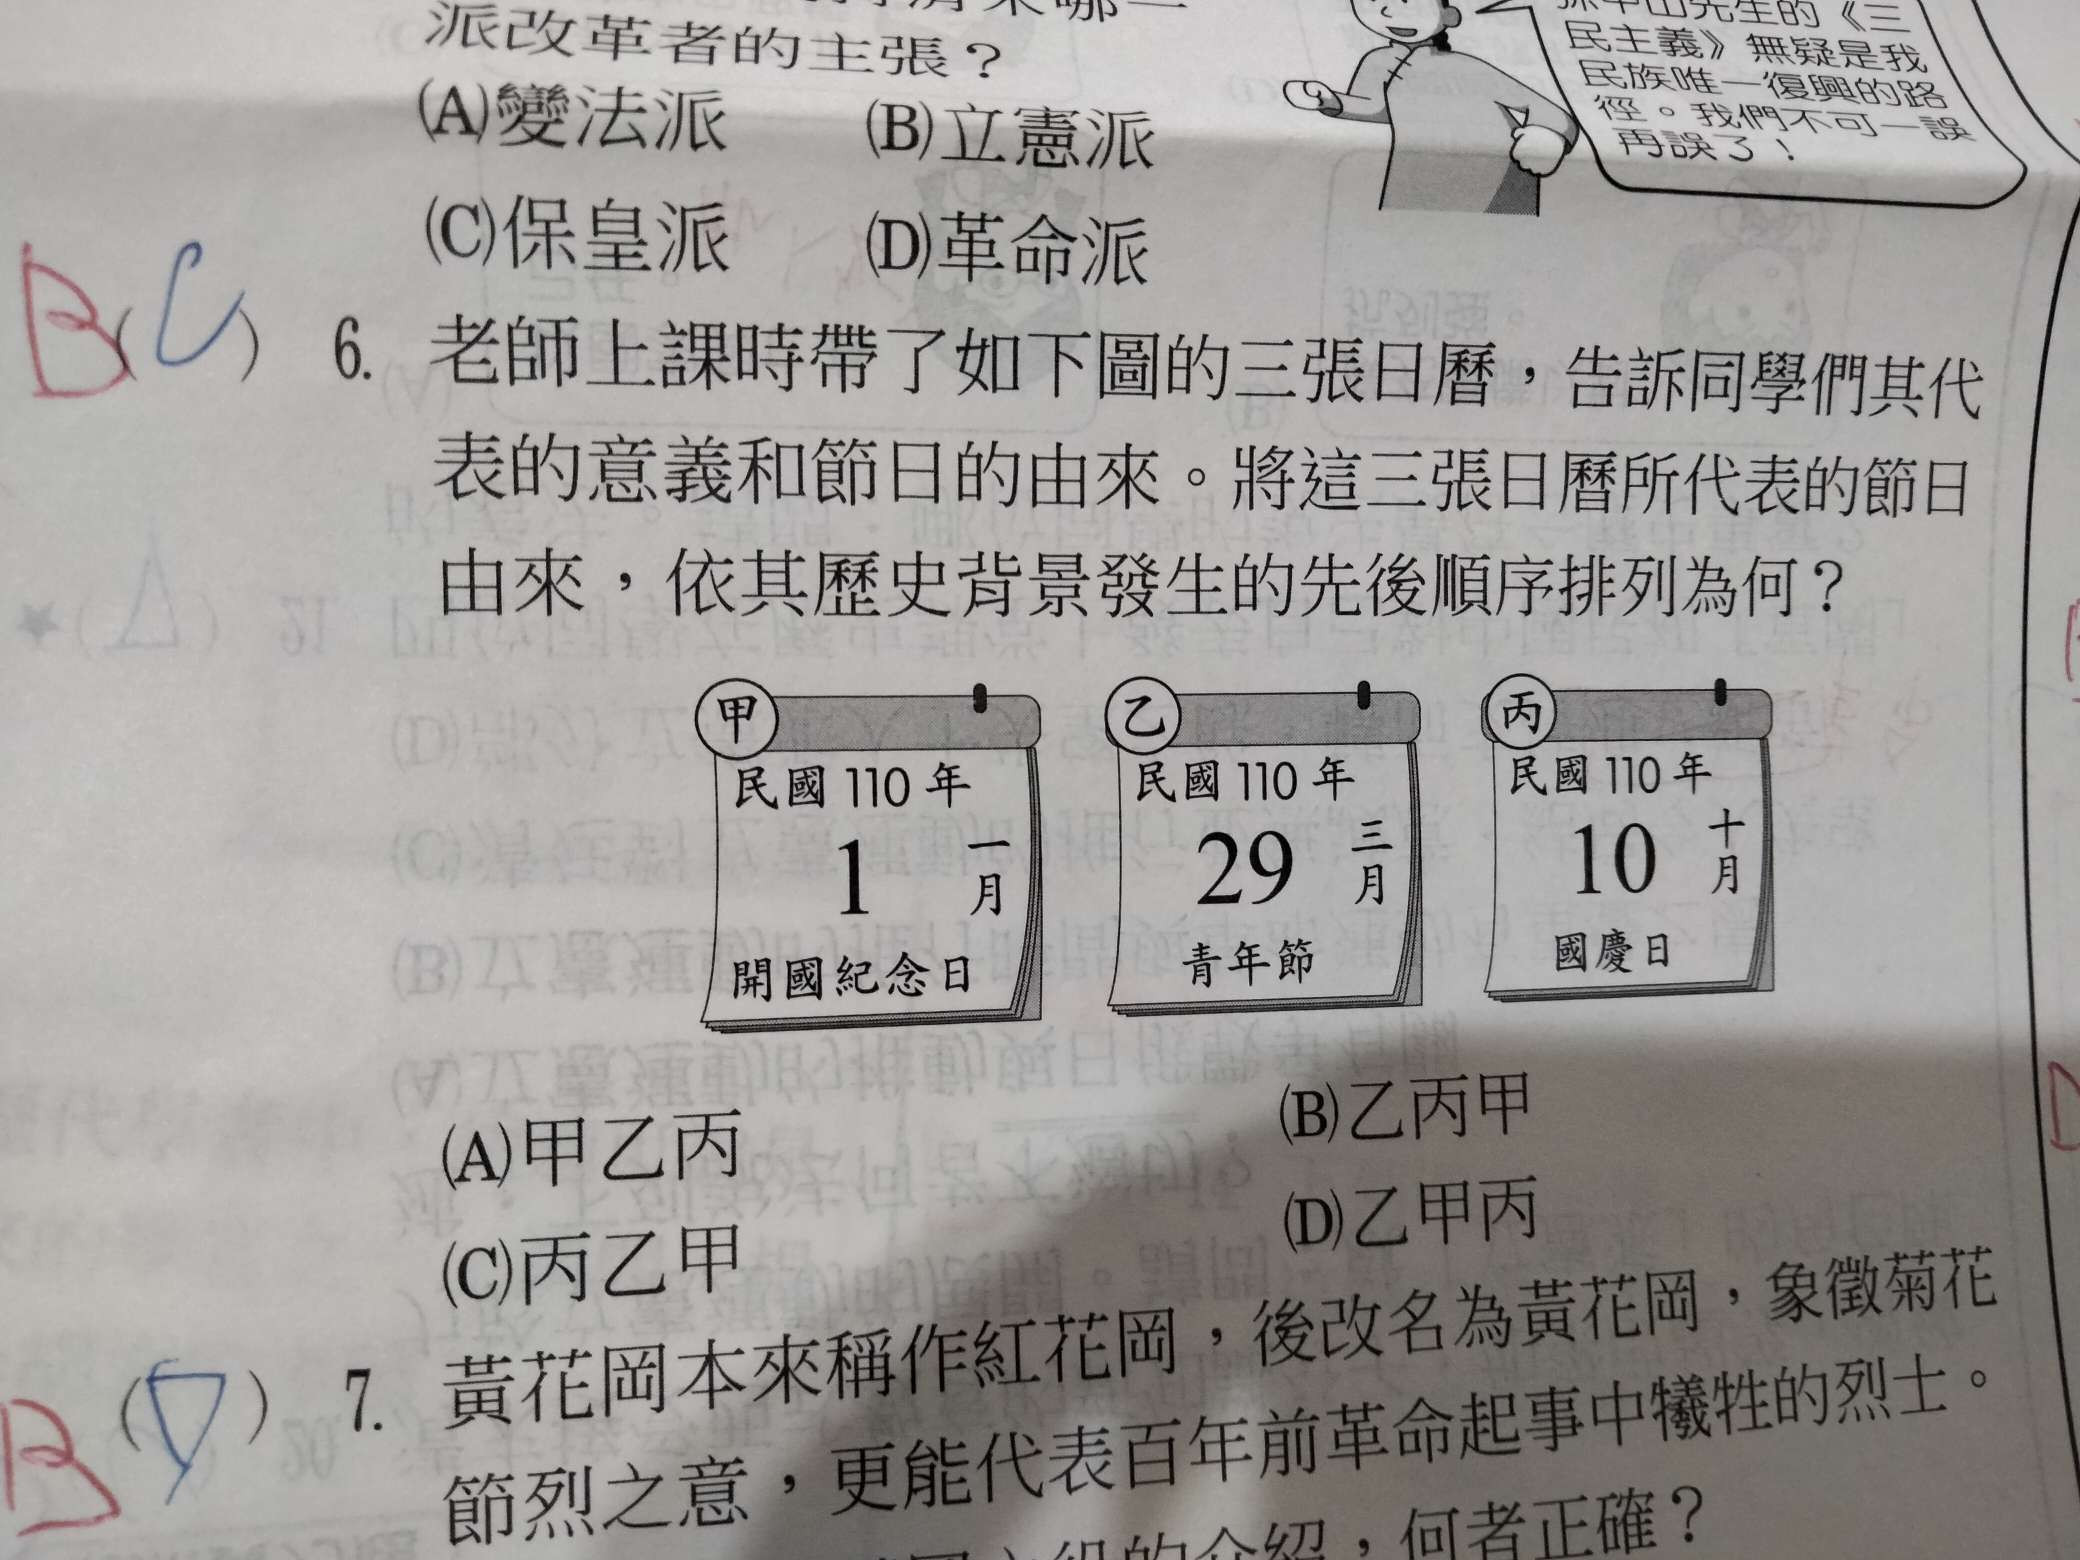 派改革者的主張？
(A)變法派 (B)立憲派
(C)保皇派 (D)革命派
孫中山先生的《三
民主義》無疑是我
民族唯一復興的路
徑。我們不可一誤
再誤了！
B( C ) 6. 老師上課時帶了如下圖的三張日曆，告訴同學們其代
表的意義和節日的由來。將這三張日曆所代表的節日
由來，依其歷史背景發生的先後順序排列為何？
甲
民國 110 年
1 一月
開國紀念日
乙
民國 110 年
29 三月
青年節
丙
民國 110 年
10 十月
國慶日
(A)甲乙丙 (B)乙丙甲
(C)丙乙甲 (D)乙甲丙
B ( ) 7. 黃花岡本來稱作紅花岡，後改名為黃花岡，象徵菊花
節烈之意，更能代表百年前革命起事中犧牲的烈士。
的介紹，何者正確？